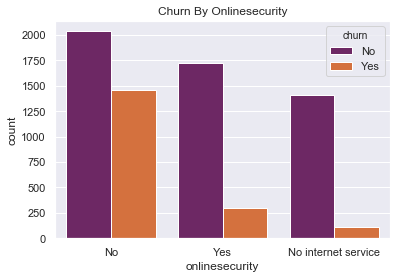 Churn By Onlinesecurity
churn
No
Yes
count
2000
1750
1500
1250
1000
750
500
250
0
No
Yes
No internet service
onlinesecurity